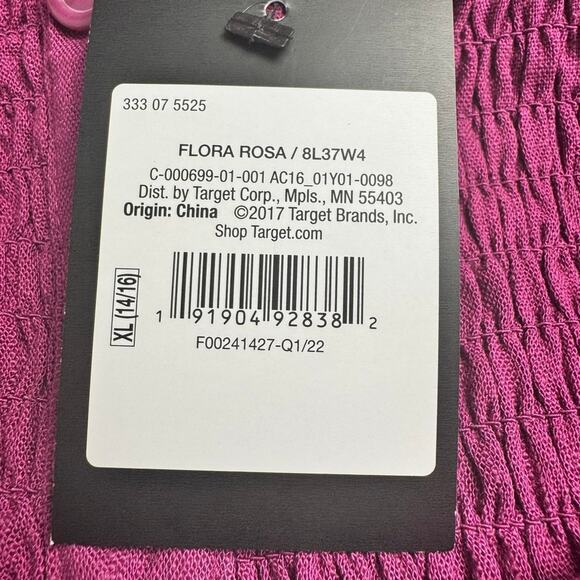 333 07 5525
FLORA ROSA / 8L37W4
C-000699-01-001 AC16_01Y01-0098
Dist. by Target Corp., Mpls., MN 55403
Origin: China ©2017 Target Brands, Inc.
Shop Target.com
XL (14/16)
1 91904 92838 2
F00241427-Q1/22